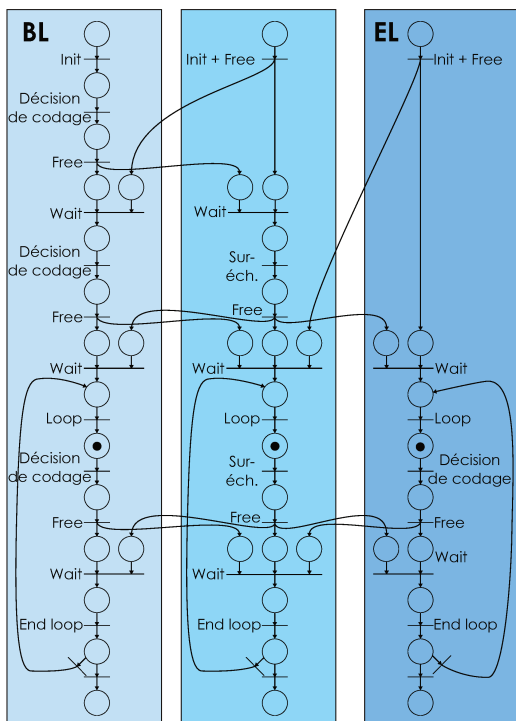 BL
Init
Décision
de codage
Free
Wait
Décision
de codage
Free
Wait
Loop
Décision
de codage
Free
Wait
End loop
Init + Free
Wait
Sur-
éch.
Free
Wait
Loop
Sur-
éch.
Free
Wait
End loop
EL
Init + Free
Wait
Loop
Décision
de codage
Free
Wait
End loop